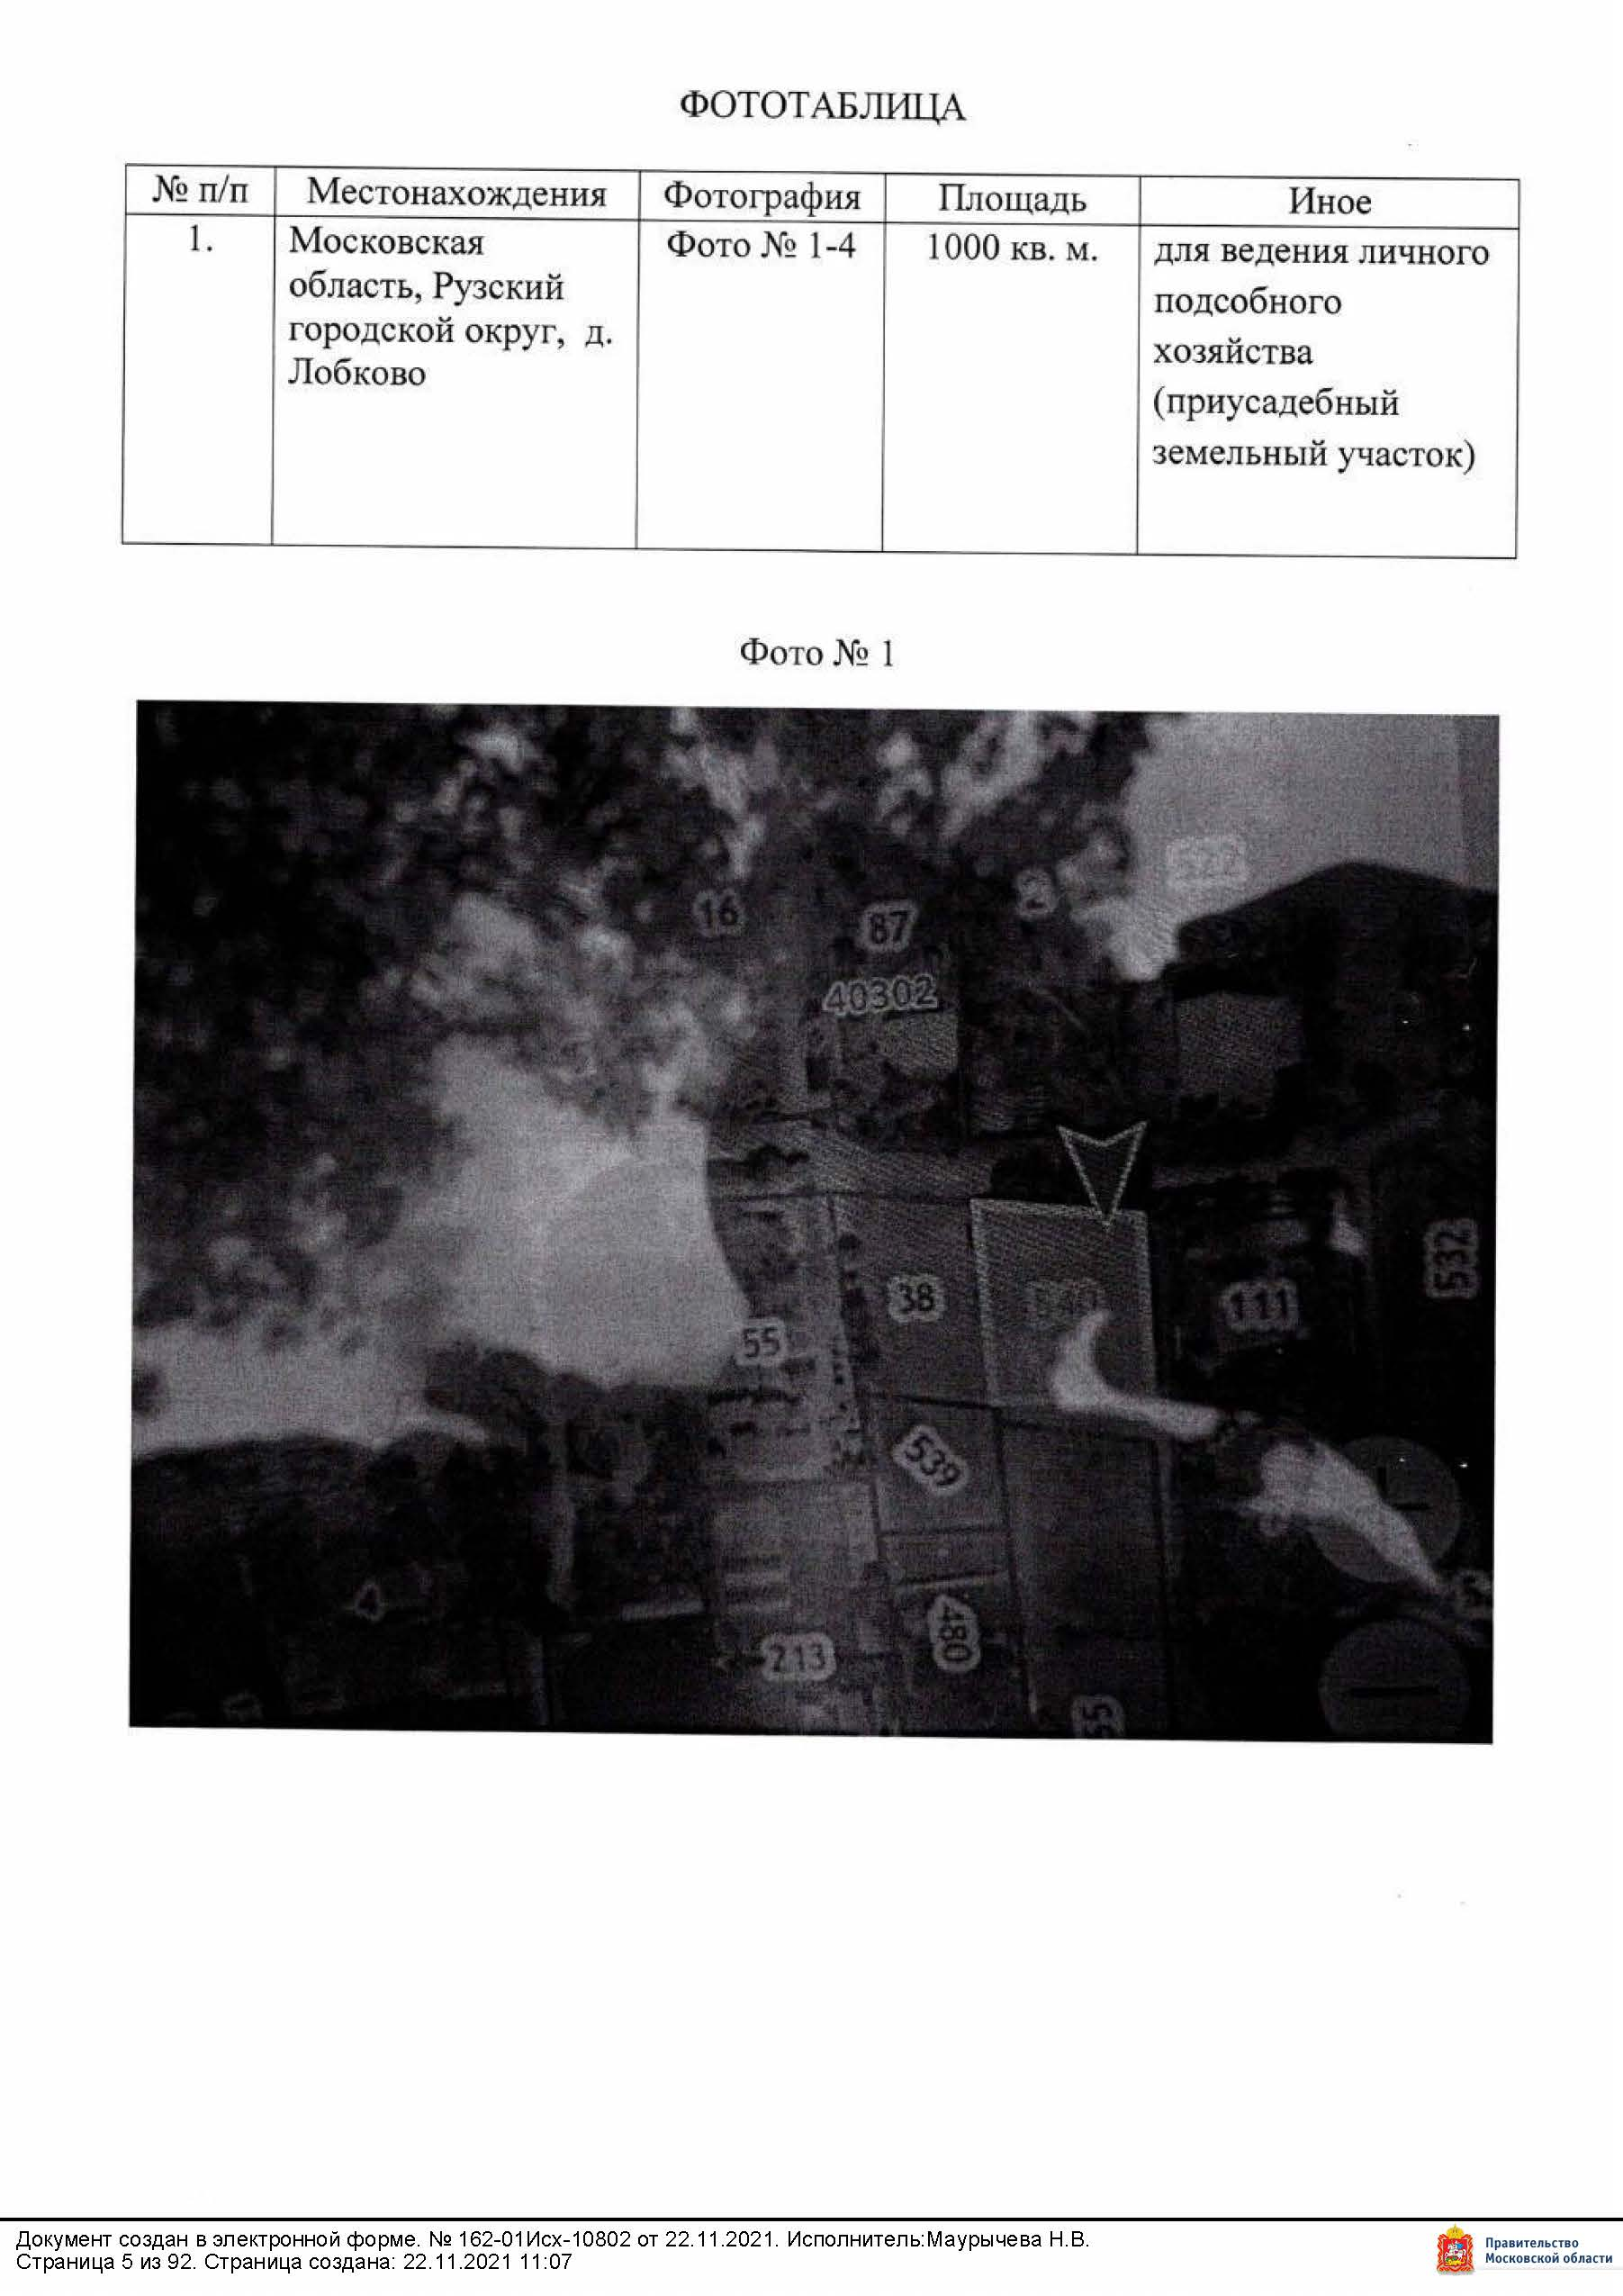 ФОТОТАБЛИЦА
№ п/п Местонахождения Фотография Площадь Иное
1. Московская область, Рузский городской округ, д. Лобково Фото № 1-4 1000 кв. м. для ведения личного подсобного хозяйства (приусадебный земельный участок)
Фото № 1
522
16
87
2
40302
532
38
111
55
539
4
480
213
Документ создан в электронной форме. № 162-01Исх-10802 от 22.11.2021. Исполнитель:Маурычева Н.В.
Страница 5 из 92. Страница создана: 22.11.2021 11:07
Правительство
Московской области